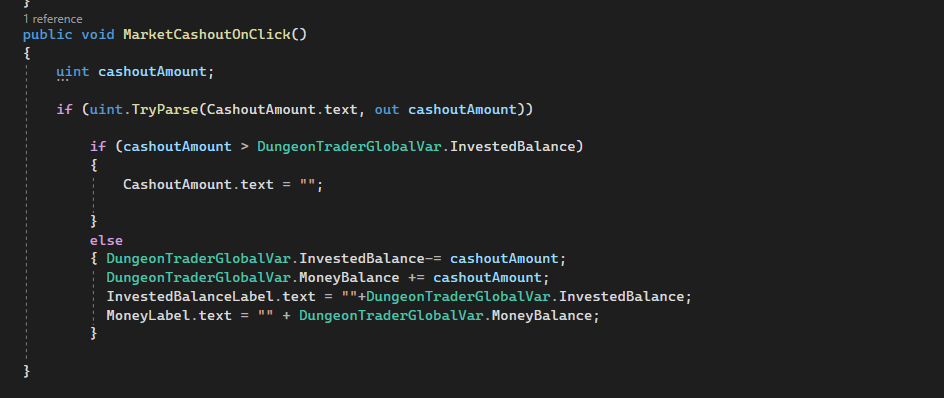 }
1 reference
public void MarketCashoutOnClick()
{
uint cashoutAmount;
if (uint.TryParse(CashoutAmount.text, out cashoutAmount))
if (cashoutAmount > DungeonTraderGlobalVar.InvestedBalance)
{
CashoutAmount.text = "";
}
else
{ DungeonTraderGlobalVar.InvestedBalance-= cashoutAmount;
DungeonTraderGlobalVar.MoneyBalance += cashoutAmount;
InvestedBalanceLabel.text = ""+DungeonTraderGlobalVar.InvestedBalance;
MoneyLabel.text = "" + DungeonTraderGlobalVar.MoneyBalance;
}
}